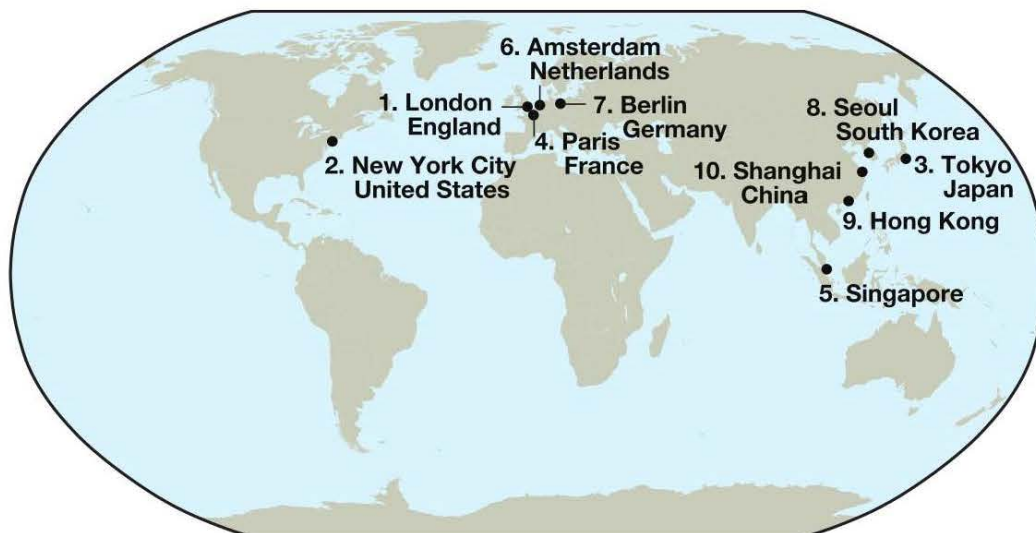 6. Amsterdam
Netherlands
1. London
England
7. Berlin
Germany
8. Seoul
South Korea
4. Paris
France
2. New York City
United States
10. Shanghai
China
3. Tokyo
Japan
9. Hong Kong
5. Singapore